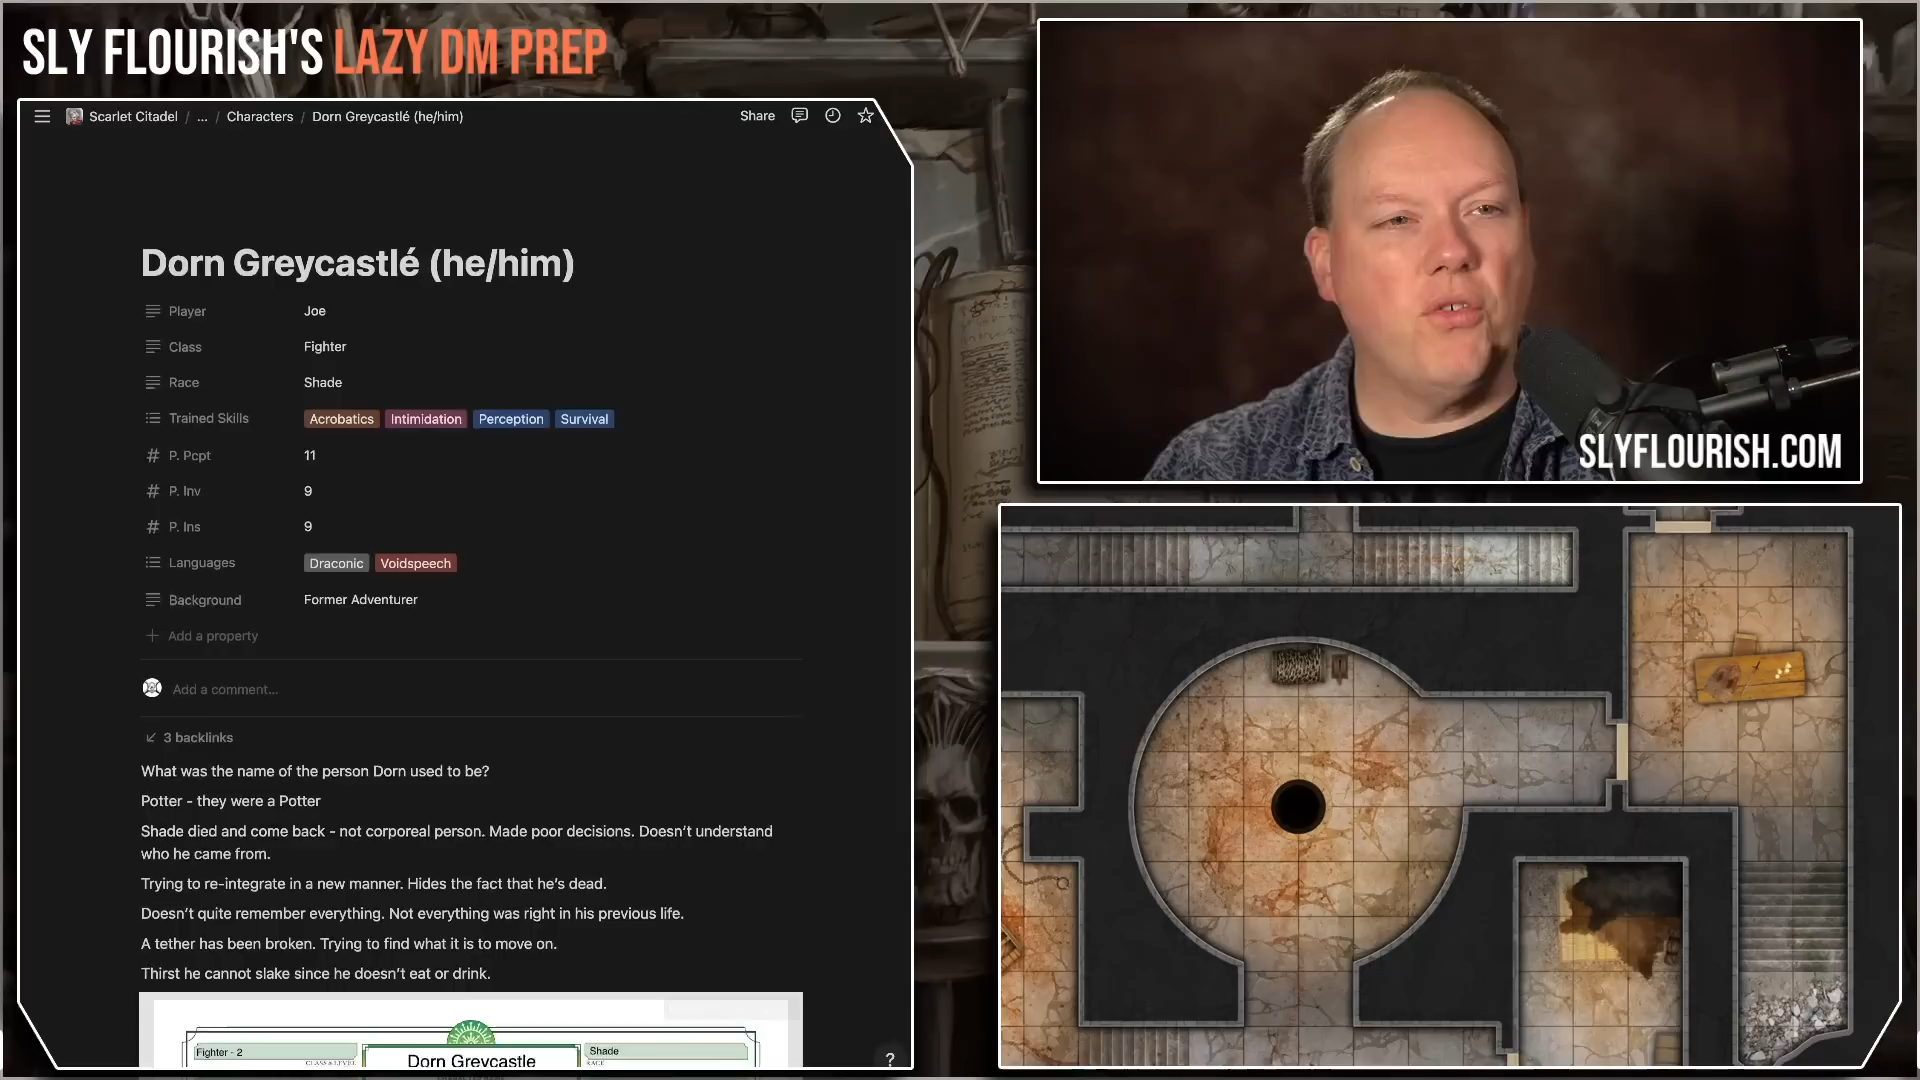 SLY FLOURISH'S LAZY DM PREP
Scarlet Citadel / ... / Characters / Dorn Greycastlé (he/him)
Share
Dorn Greycastlé (he/him)
Player Joe
Class Fighter
Race Shade
Trained Skills Acrobatics Intimidation Perception Survival
# P. Pcpt 11
# P. Inv 9
# P. Ins 9
Languages Draconic Voidspeech
Background Former Adventurer
+ Add a property
Add a comment...
3 backlinks
What was the name of the person Dorn used to be?
Potter - they were a Potter
Shade died and come back - not corporeal person. Made poor decisions. Doesn't understand
who he came from.
Trying to re-integrate in a new manner. Hides the fact that he's dead.
Doesn't quite remember everything. Not everything was right in his previous life.
A tether has been broken. Trying to find what it is to move on.
Thirst he cannot slake since he doesn't eat or drink.
Fighter - 2
CLASS & LEVEL
Dorn Greycastle
Shade
RACE
?
SLYFLOURISH.COM